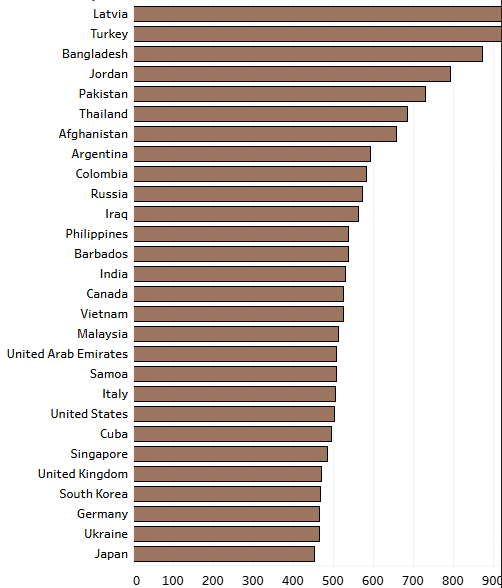 Latvia
Turkey
Bangladesh
Jordan
Pakistan
Thailand
Afghanistan
Argentina
Colombia
Russia
Iraq
Philippines
Barbados
India
Canada
Vietnam
Malaysia
United Arab Emirates
Samoa
Italy
United States
Cuba
Singapore
United Kingdom
South Korea
Germany
Ukraine
Japan
0 100 200 300 400 500 600 700 800 900